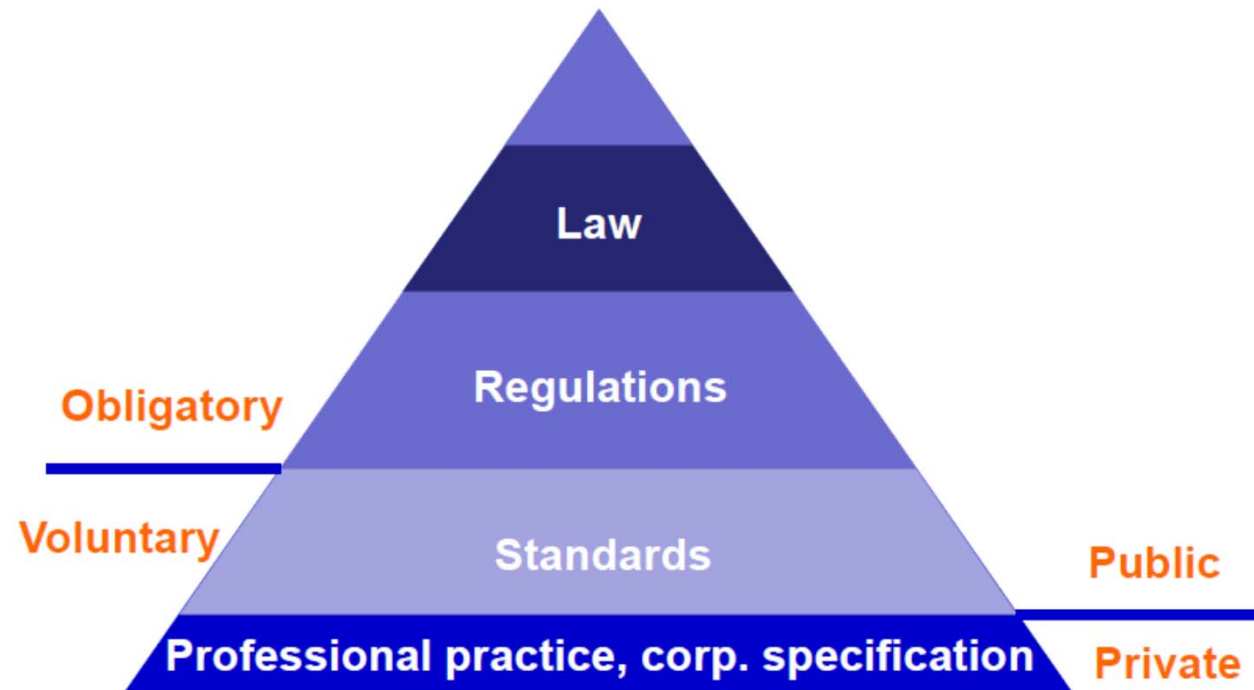 Law
Regulations
Obligatory
Voluntary
Standards
Public
Professional practice, corp. specification
Private